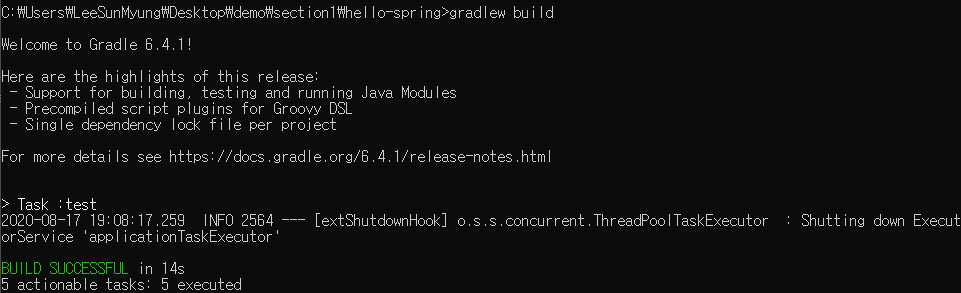 C:₩Users₩LeeSunMyung₩Desktop₩demo₩section1₩hello-spring>gradlew build
Welcome to Gradle 6.4.1!
Here are the highlights of this release:
 - Support for building, testing and running Java Modules
 - Precompiled script plugins for Groovy DSL
 - Single dependency lock file per project
For more details see https://docs.gradle.org/6.4.1/release-notes.html
> Task :test
2020-08-17 19:08:17.259  INFO 2564 --- [extShutdownHook] o.s.s.concurrent.ThreadPoolTaskExecutor  : Shutting down Execut
orService 'applicationTaskExecutor'
BUILD SUCCESSFUL in 14s
5 actionable tasks: 5 executed